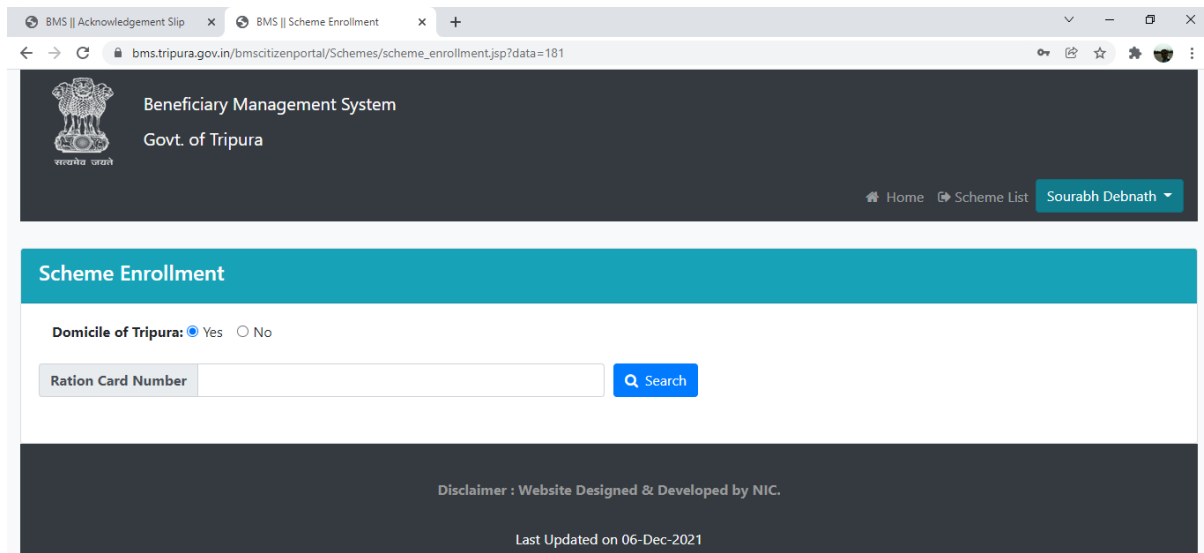 BMS || Acknowledgement Slip
BMS || Scheme Enrollment
bms.tripura.gov.in/bmscitizenportal/Schemes/scheme_enrollment.jsp?data=181
Beneficiary Management System
Govt. of Tripura
सत्यमेव जयते
Home Scheme List Sourabh Debnath
Scheme Enrollment
Domicile of Tripura: Yes No
Ration Card Number Search
Disclaimer : Website Designed & Developed by NIC.
Last Updated on 06-Dec-2021